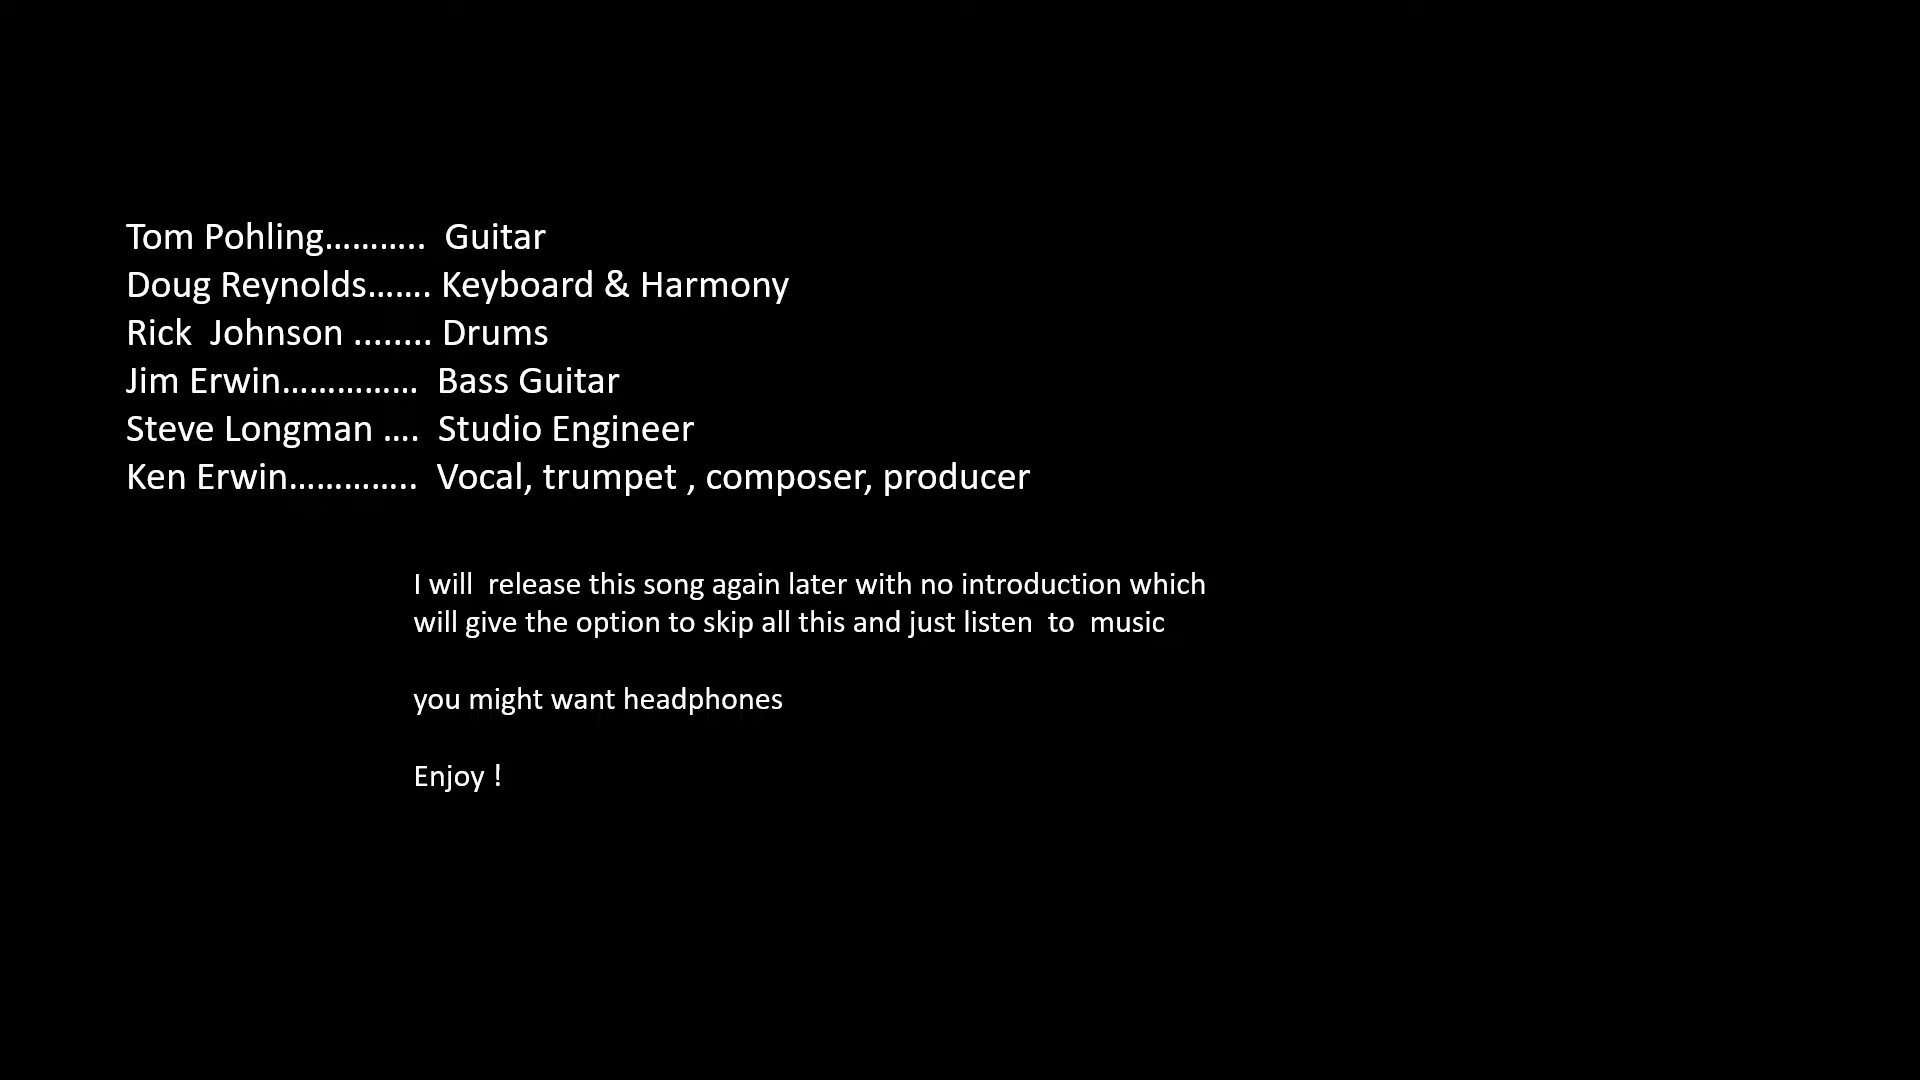 Tom Pohling........... Guitar
Doug Reynolds....... Keyboard & Harmony
Rick Johnson ........ Drums
Jim Erwin............... Bass Guitar
Steve Longman .... Studio Engineer
Ken Erwin.............. Vocal, trumpet , composer, producer
I will release this song again later with no introduction which
will give the option to skip all this and just listen to music
you might want headphones
Enjoy !